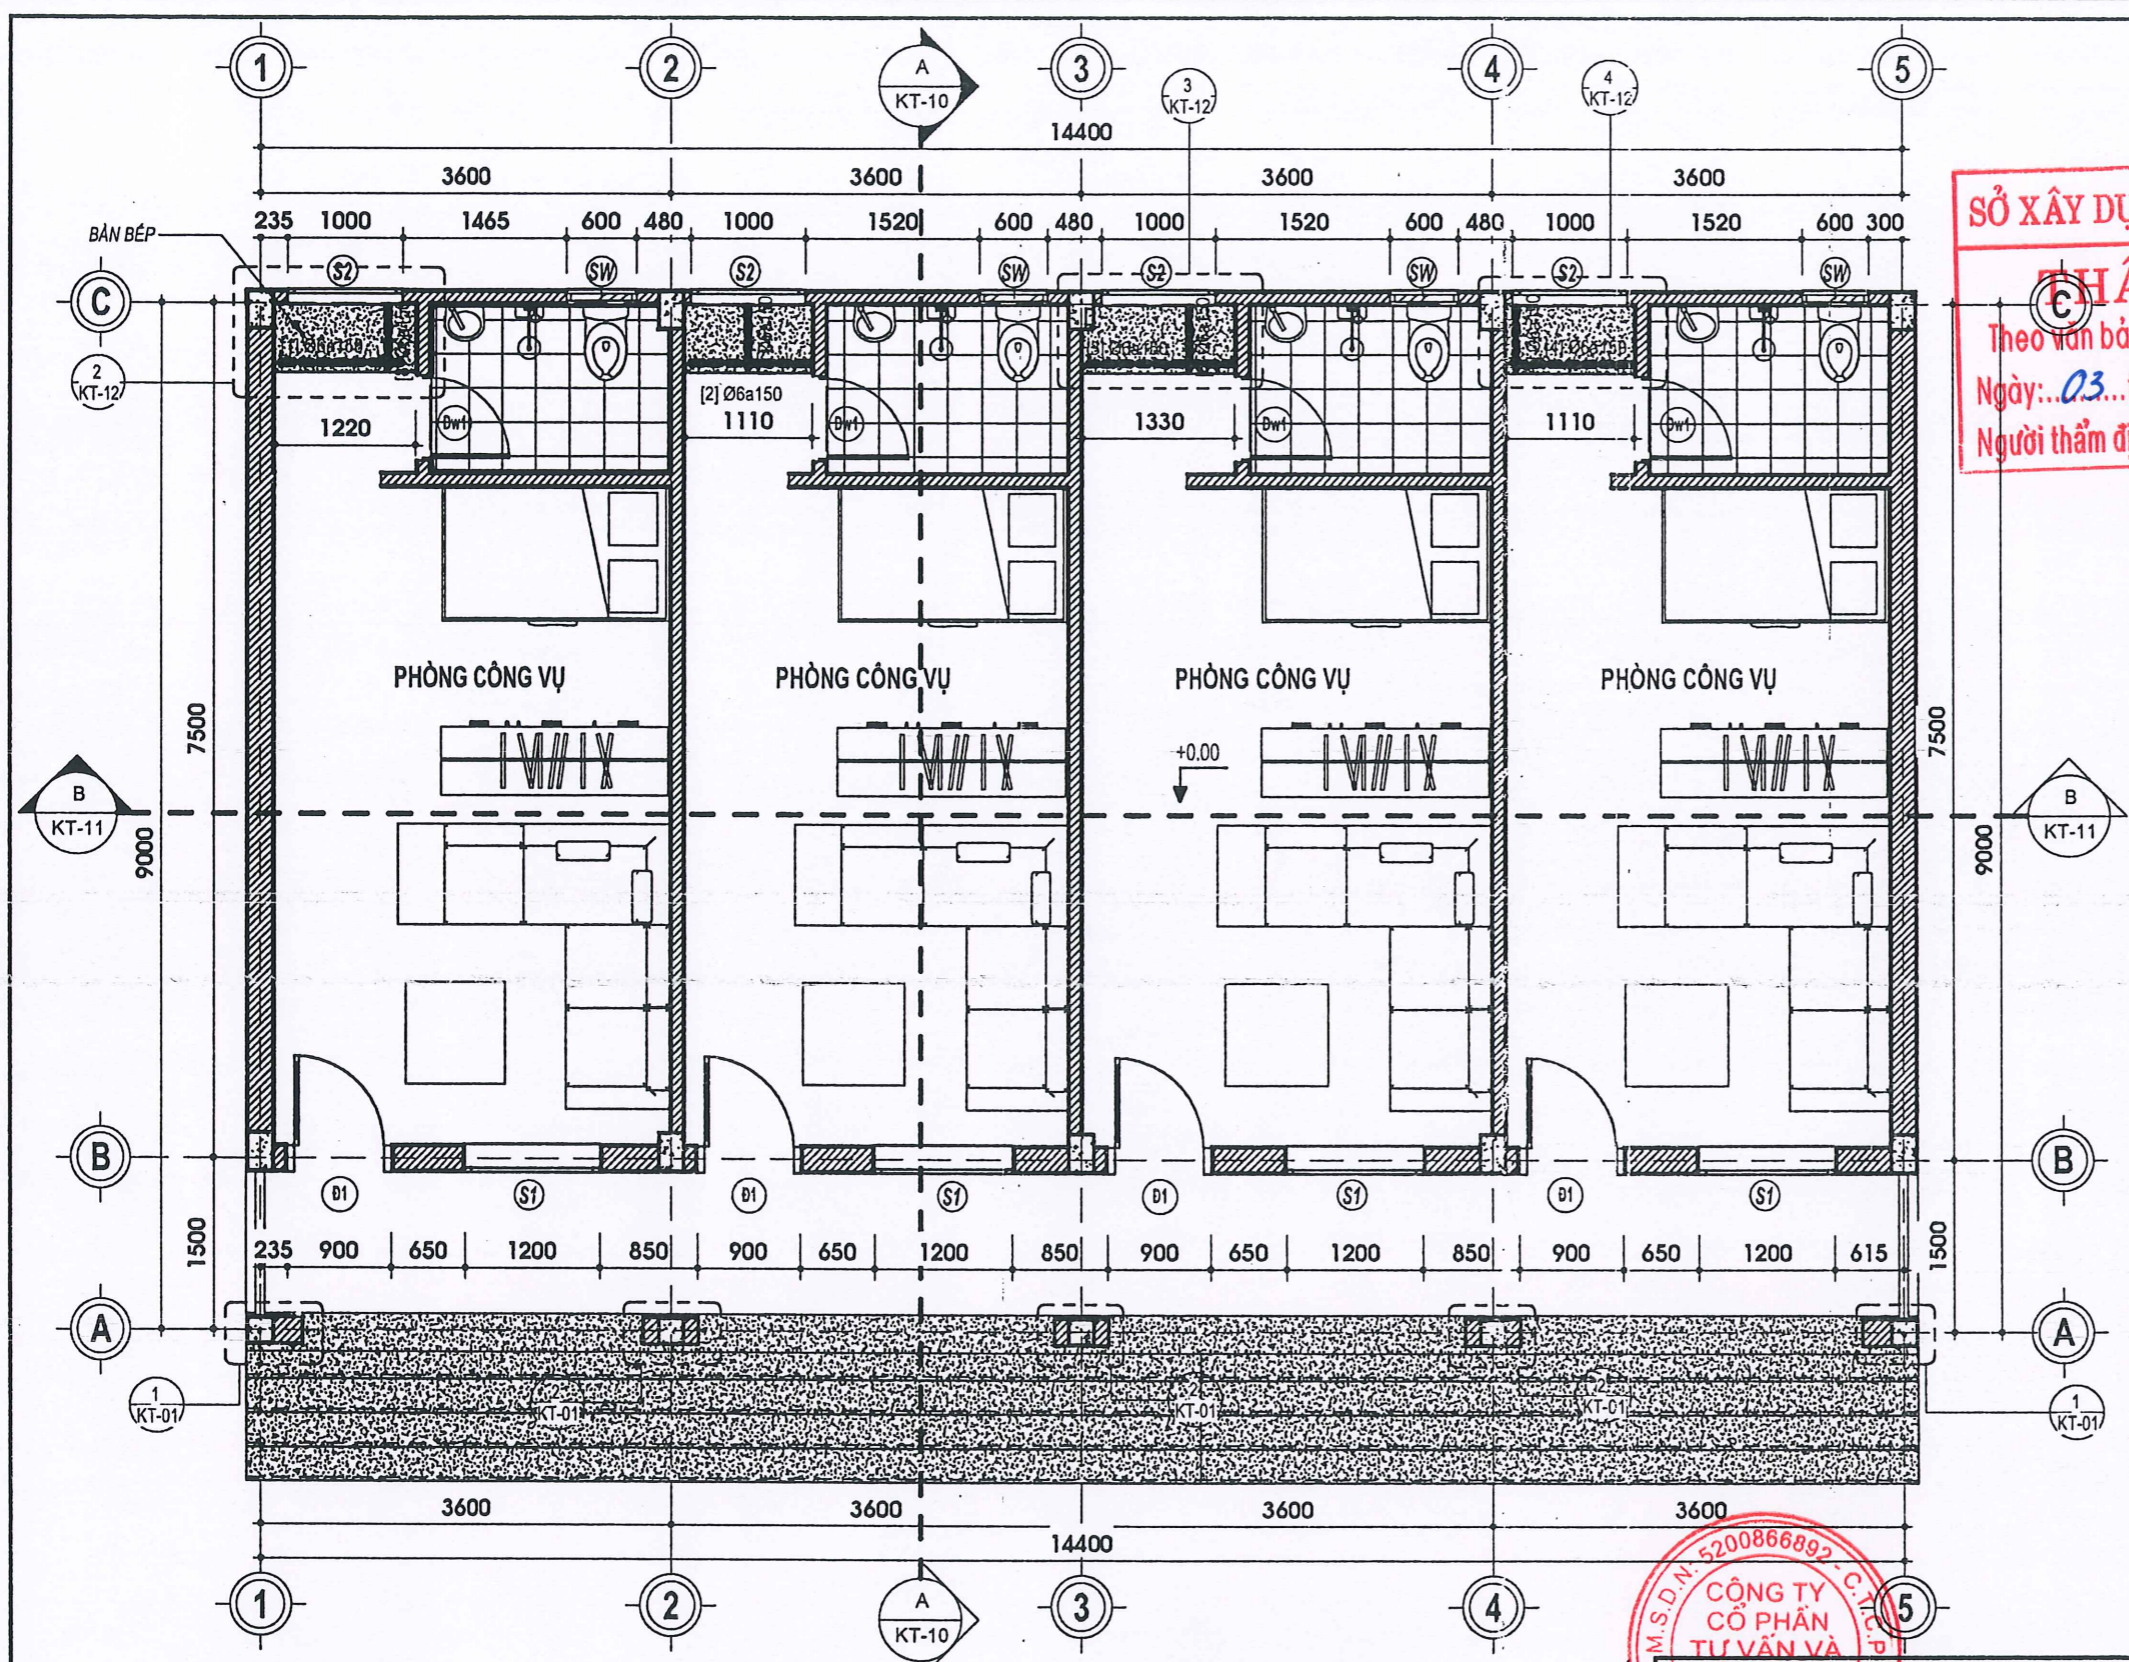 1 2 3 4 5
A
KT-10
3
KT-12
4
KT-12
14400
3600 3600 3600 3600
235 1000 1465 600 480 1000 1520 600 480 1000 1520 600 480 1000 1520 600 300
BÀN BẾP
S2 SW S2 SW S2 SW S2 SW
C C
SỞ XÂY DỰ
THẨ
Theo văn bả
Ngày:...03...
Người thẩm đị
2
KT-12
[2] Ø6a150
1220 1110 1330 1110
Dw1 Dw1 Dw1 Dw1
PHÒNG CÔNG VỤ PHÒNG CÔNG VỤ PHÒNG CÔNG VỤ PHÒNG CÔNG VỤ
7500 7500
+0.00
B
KT-11
B
KT-11
9000 9000
B B
Đ1 S1 Đ1 S1 Đ1 S1 Đ1 S1
1500 1500
235 900 650 1200 850 900 650 1200 850 900 650 1200 850 900 650 1200 615
A A
1
KT-01
2
KT-01
2
KT-01
2
KT-01
1
KT-01
3600 3600 3600 3600
14400
1 2 3 4 5
A
KT-10
M.S.D.N: 5200866892 - C.T.C.P
CÔNG TY
CỔ PHẦN
TƯ VẤN VÀ